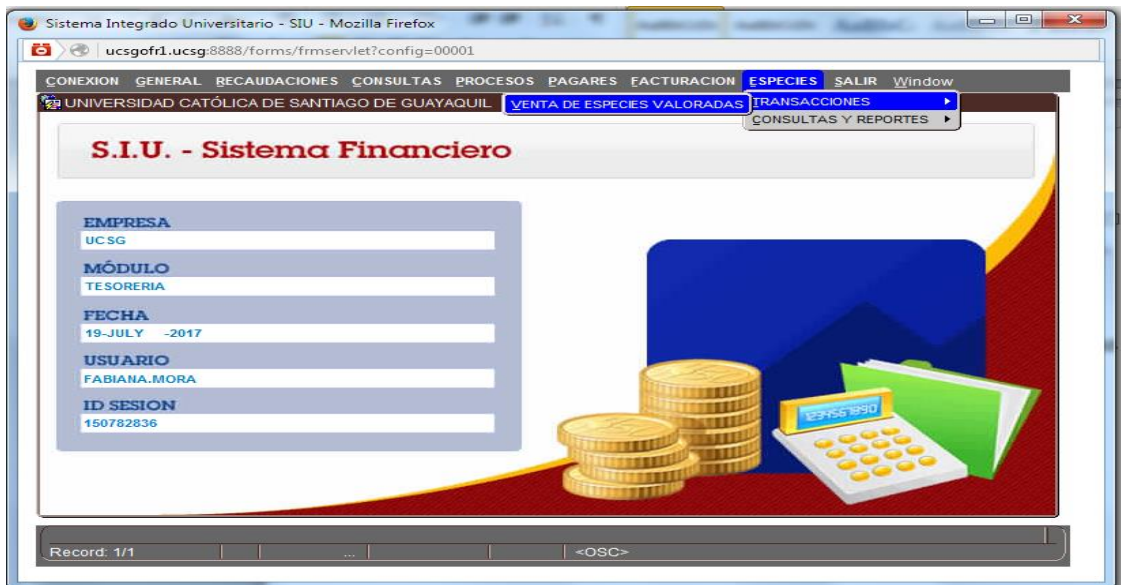 Sistema Integrado Universitario - SIU - Mozilla Firefox
ucsgofr1.ucsg:8888/forms/frmservlet?config=00001
CONEXION GENERAL RECAUDACIONES CONSULTAS PROCESOS PAGARES FACTURACION ESPECIES SALIR Window
UNIVERSIDAD CATÓLICA DE SANTIAGO DE GUAYAQUIL VENTA DE ESPECIES VALORADAS TRANSACCIONES
CONSULTAS Y REPORTES
S.I.U. - Sistema Financiero
EMPRESA
UCSG
MÓDULO
TESORERIA
FECHA
19-JULY -2017
USUARIO
FABIANA.MORA
ID SESION
150782836
1234567890
Record: 1/1 ... <OSC>